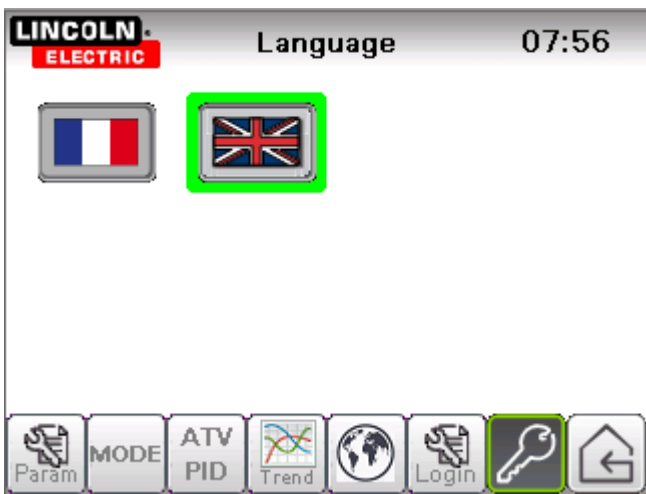 LINCOLN
ELECTRIC
Language
07:56
Param
MODE
ATV
PID
Trend
Login